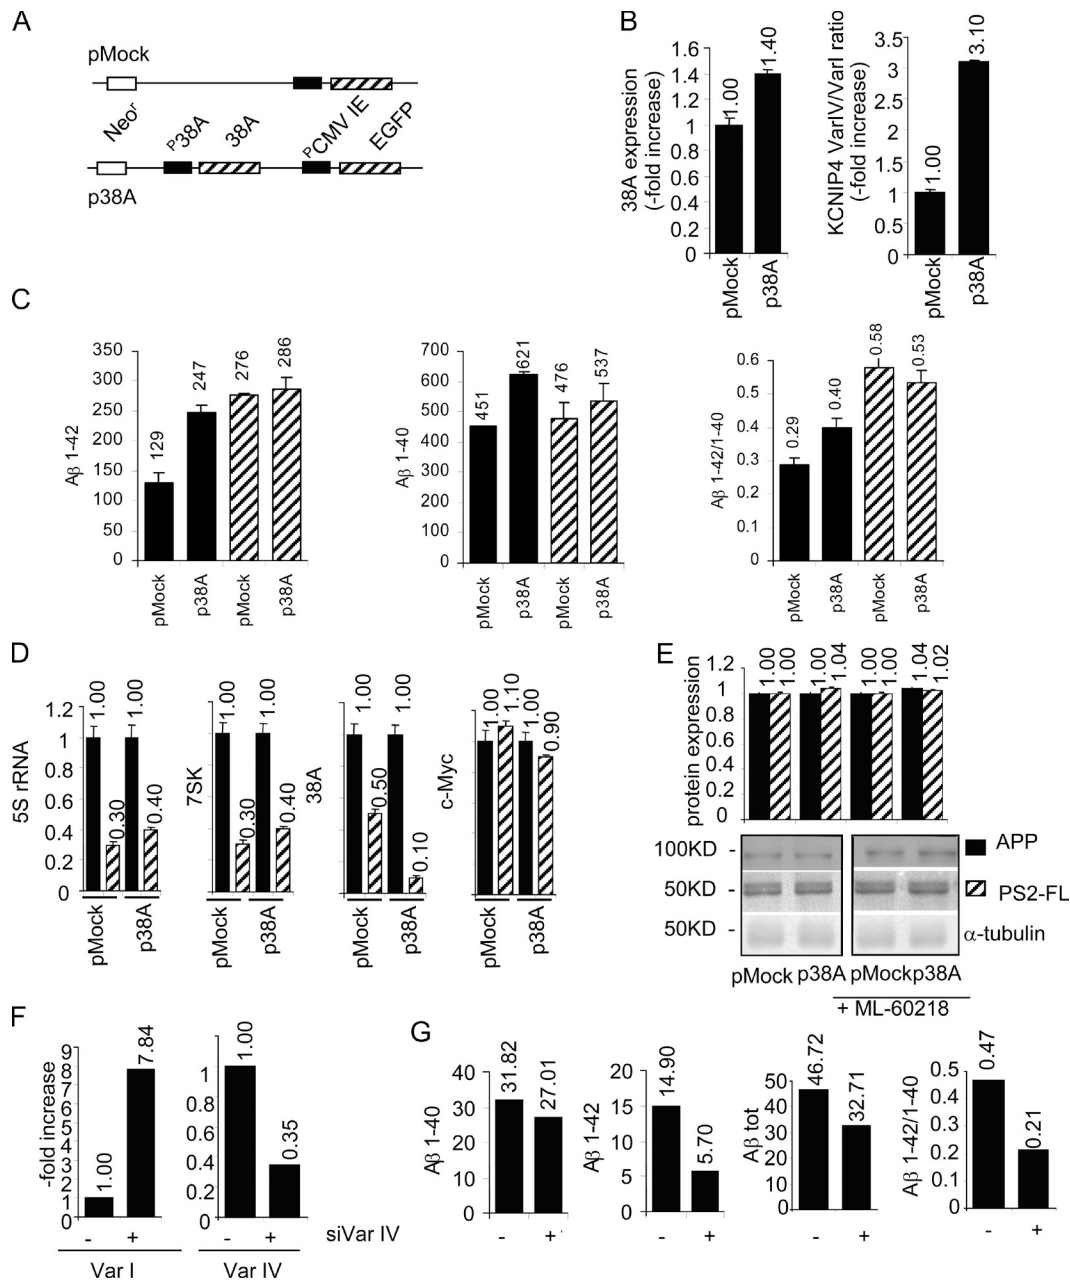 A
pMock
Neoʳ
ᴾ38A
38A
ᴾCMV IE
EGFP
p38A
B
38A expression
(-fold increase)
1.6
1.4
1.2
1
0.8
0.6
0.4
0.2
0
1.00
1.40
pMock
p38A
KCNIP4 VarIV/VarI ratio
(-fold increase)
3.5
3
2.5
2
1.5
1
0.5
0
1.00
3.10
pMock
p38A
C
Aβ 1-42
350
300
250
200
150
100
50
0
129
247
276
286
pMock
p38A
pMock
p38A
Aβ 1-40
700
600
500
400
300
200
100
0
451
621
476
537
pMock
p38A
pMock
p38A
Aβ 1-42/1-40
0.6
0.5
0.4
0.3
0.2
0.1
0
0.29
0.40
0.58
0.53
pMock
p38A
pMock
p38A
D
5S rRNA
1.2
1
0.8
0.6
0.4
0.2
0
1.00
0.30
1.00
0.40
pMock
p38A
7SK
1.00
0.30
1.00
0.40
pMock
p38A
38A
1.00
0.50
1.00
0.10
pMock
p38A
c-Myc
1.00
1.10
1.00
0.90
pMock
p38A
E
protein expression
1.2
1
0.8
0.6
0.4
0.2
0
1.00
1.00
1.00
1.04
1.00
1.00
1.04
1.02
100KD -
50KD -
50KD -
APP
PS2-FL
α-tubulin
pMock p38A
pMockp38A
+ ML-60218
F
-fold increase
9
8
7
6
5
4
3
2
1
0
1.00
7.84
- +
Var I
1
0.8
0.6
0.4
0.2
0
1.00
0.35
- +
Var IV
siVar IV
G
Aβ 1-40
40
30
20
10
0
31.82
27.01
- +
Aβ 1-42
20
15
10
5
0
14.90
5.70
- +
Aβ tot
50
40
30
20
10
0
46.72
32.71
- +
Aβ 1-42/1-40
0.5
0.4
0.3
0.2
0.1
0
0.47
0.21
- +